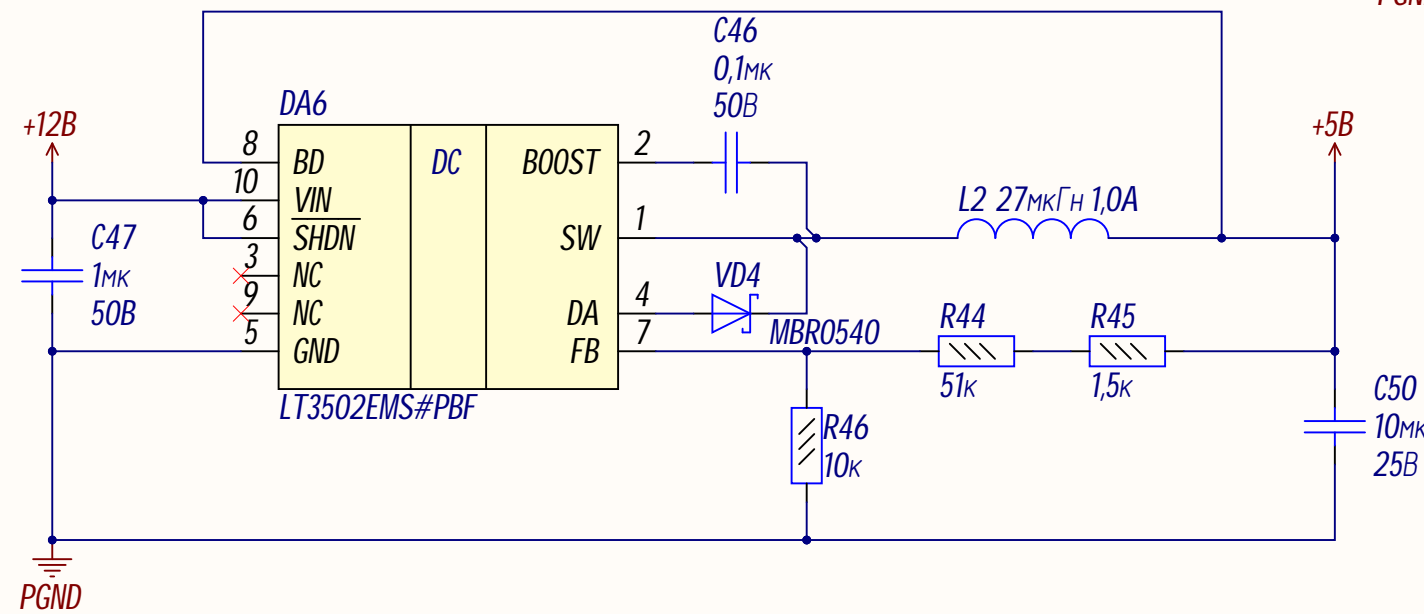 PGND
C46
0,1мк
50В
DA6
+12В
+5В
8
BD
DC
BOOST
2
10
VIN
6
SHDN
SW
1
L2 27мкГн 1,0А
C47
1мк
50В
3
NC
9
NC
DA
4
VD4
MBR0540
5
GND
FB
7
R44
51к
R45
1,5к
LT3502EMS#PBF
R46
10к
C50
10мк
25В
PGND